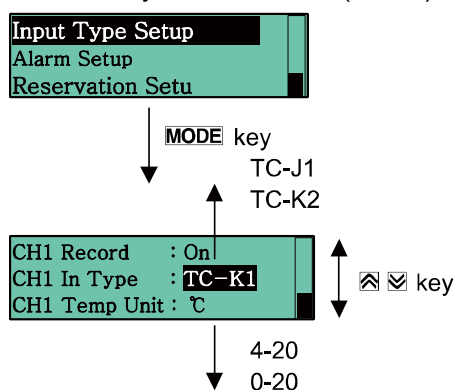 Input Type Setup
Alarm Setup
Reservation Setu
MODE key
TC-J1
TC-K2
CH1 Record : On
CH1 In Type : TC-K1
CH1 Temp Unit : ℃
key
4-20
0-20